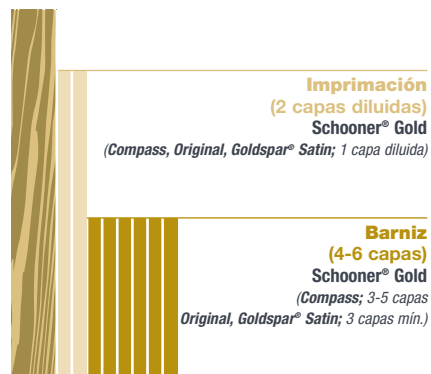 Imprimación
(2 capas diluidas)
Schooner® Gold
(Compass, Original, Goldspar® Satin; 1 capa diluida)
Barniz
(4-6 capas)
Schooner® Gold
(Compass; 3-5 capas
Original, Goldspar® Satin; 3 capas mín.)